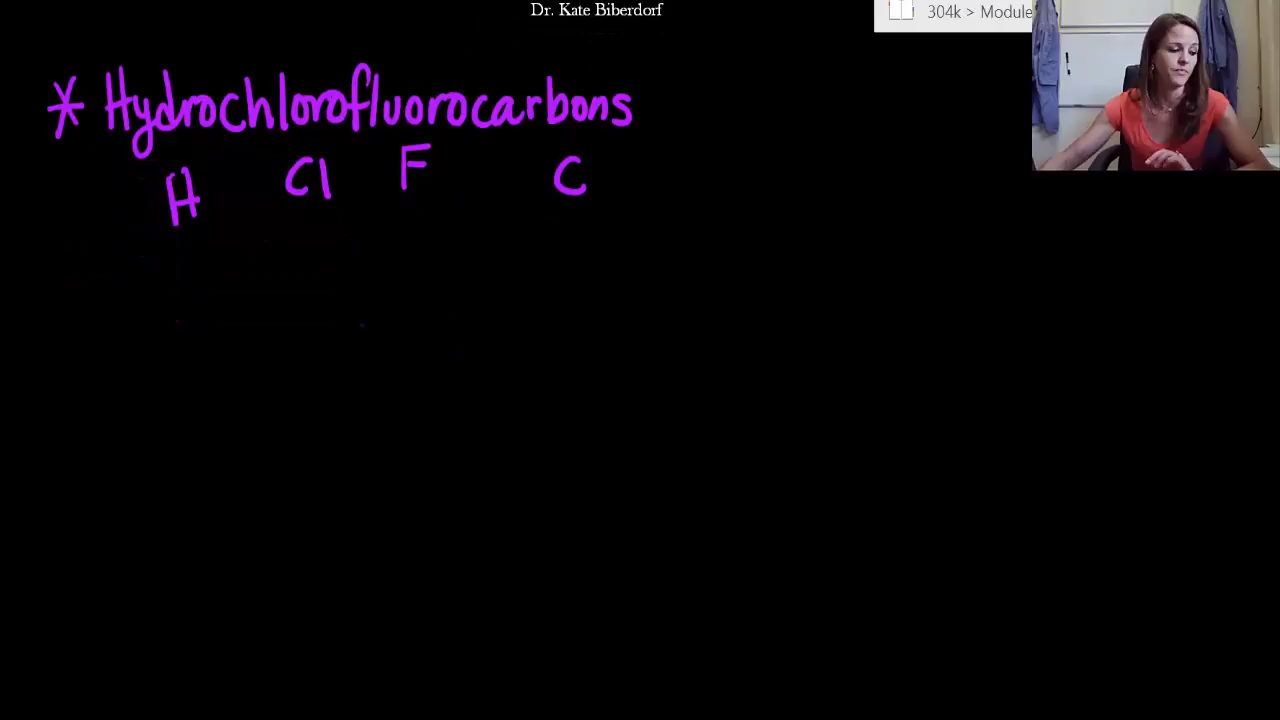 Dr. Kate Biberdorf
304k > Module
* Hydrochlorofluorocarbons
H Cl F C